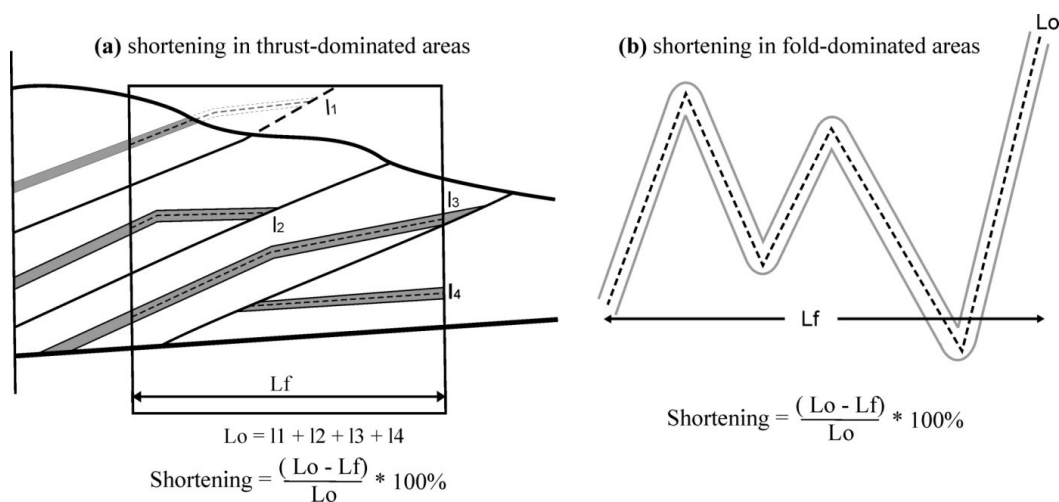 (a) shortening in thrust-dominated areas
l1
l2
l3
l4
Lf
Lo = l1 + l2 + l3 + l4
Shortening = (Lo - Lf) / Lo * 100%
(b) shortening in fold-dominated areas
Lo
Lf
Shortening = (Lo - Lf) / Lo * 100%